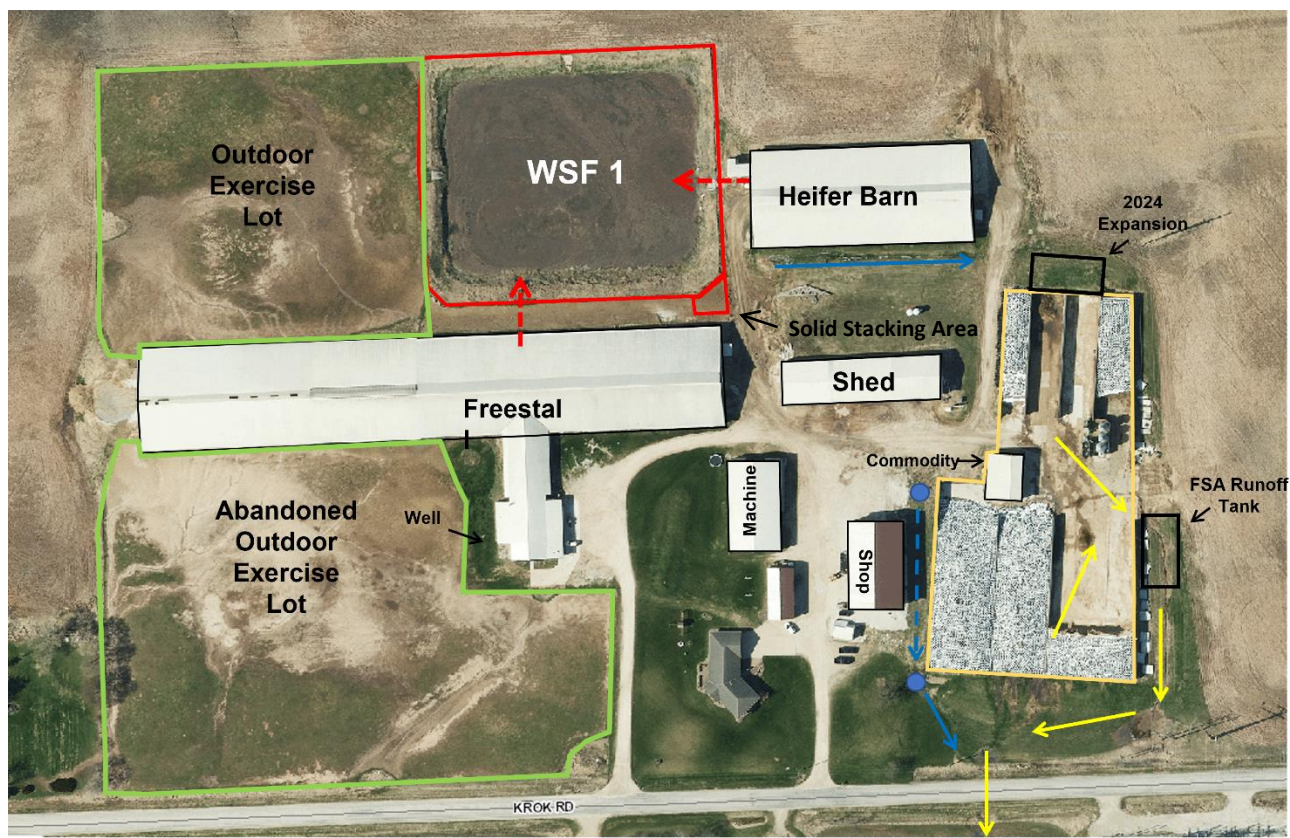 Outdoor
Exercise
Lot
WSF 1
Heifer Barn
2024
Expansion
Solid Stacking Area
Shed
Freestal
l
Commodity
FSA Runoff
Tank
Abandoned
Outdoor
Exercise
Lot
Well
Machine
Shop
KROK RD